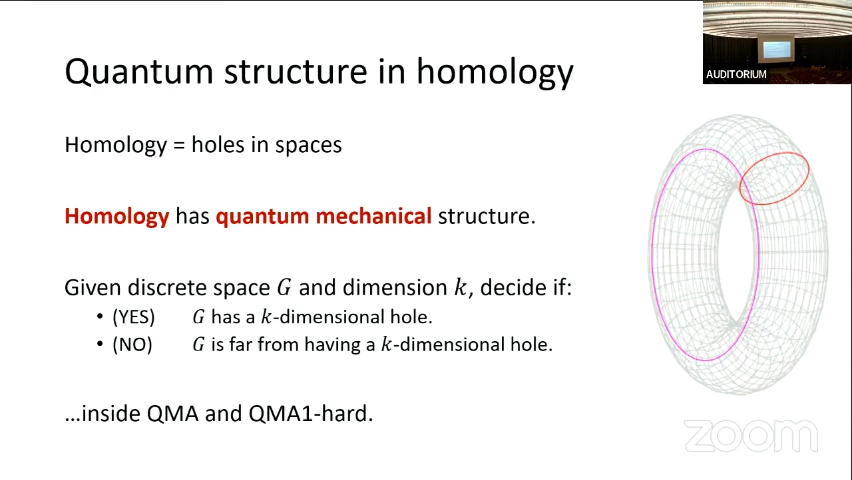 Quantum structure in homology
AUDITORIUM
Homology = holes in spaces
Homology has quantum mechanical structure.
Given discrete space G and dimension k, decide if:
• (YES) G has a k-dimensional hole.
• (NO) G is far from having a k-dimensional hole.
...inside QMA and QMA1-hard.
zoom